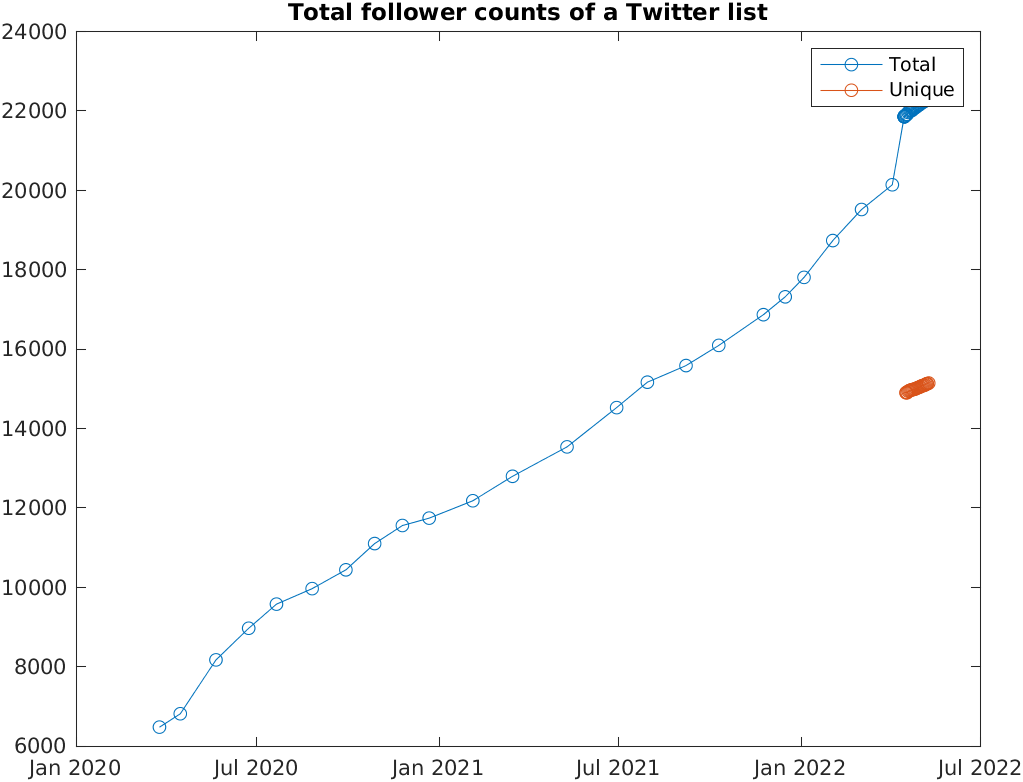 Total follower counts of a Twitter list
24000
22000
20000
18000
16000
14000
12000
10000
8000
6000
Jan 2020
Jul 2020
Jan 2021
Jul 2021
Jan 2022
Jul 2022
Total
Unique